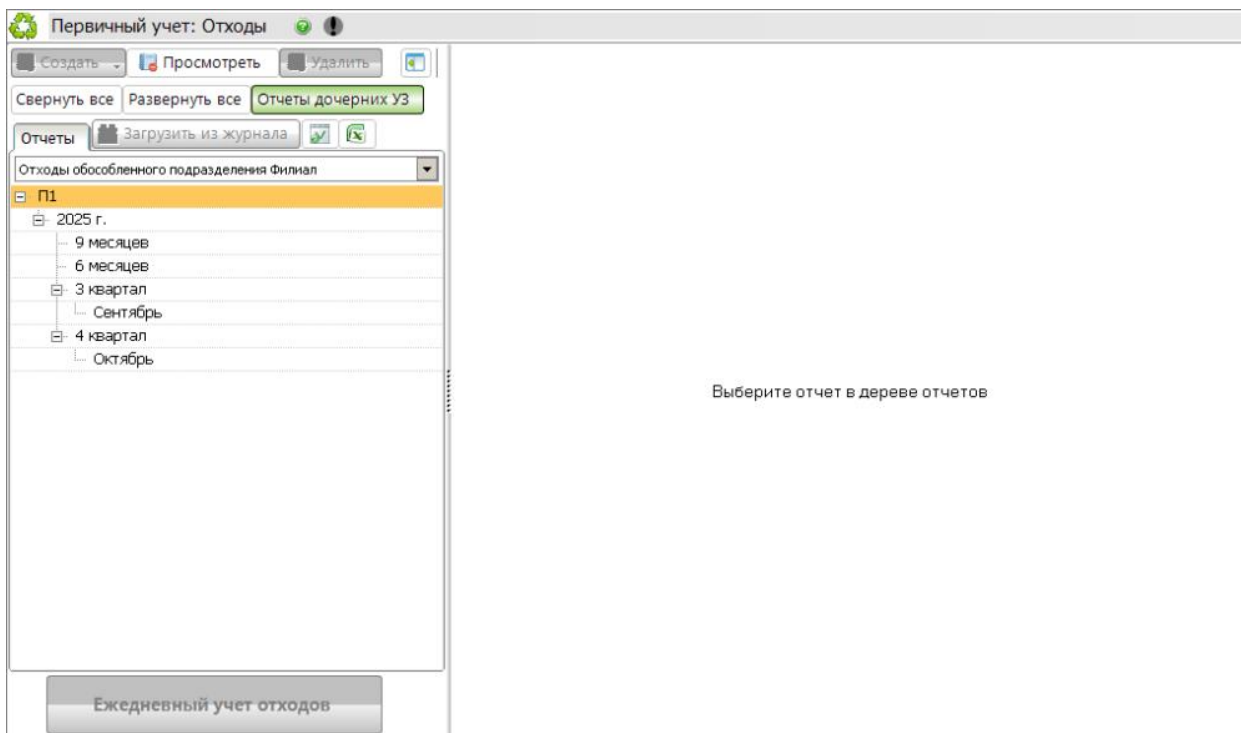 Первичный учет: Отходы
Создать Просмотреть Удалить
Свернуть все Развернуть все Отчеты дочерних УЗ
Отчеты Загрузить из журнала
Отходы обособленного подразделения Филиал
П1
2025 г.
9 месяцев
6 месяцев
3 квартал
Сентябрь
4 квартал
Октябрь
Выберите отчет в дереве отчетов
Ежедневный учет отходов